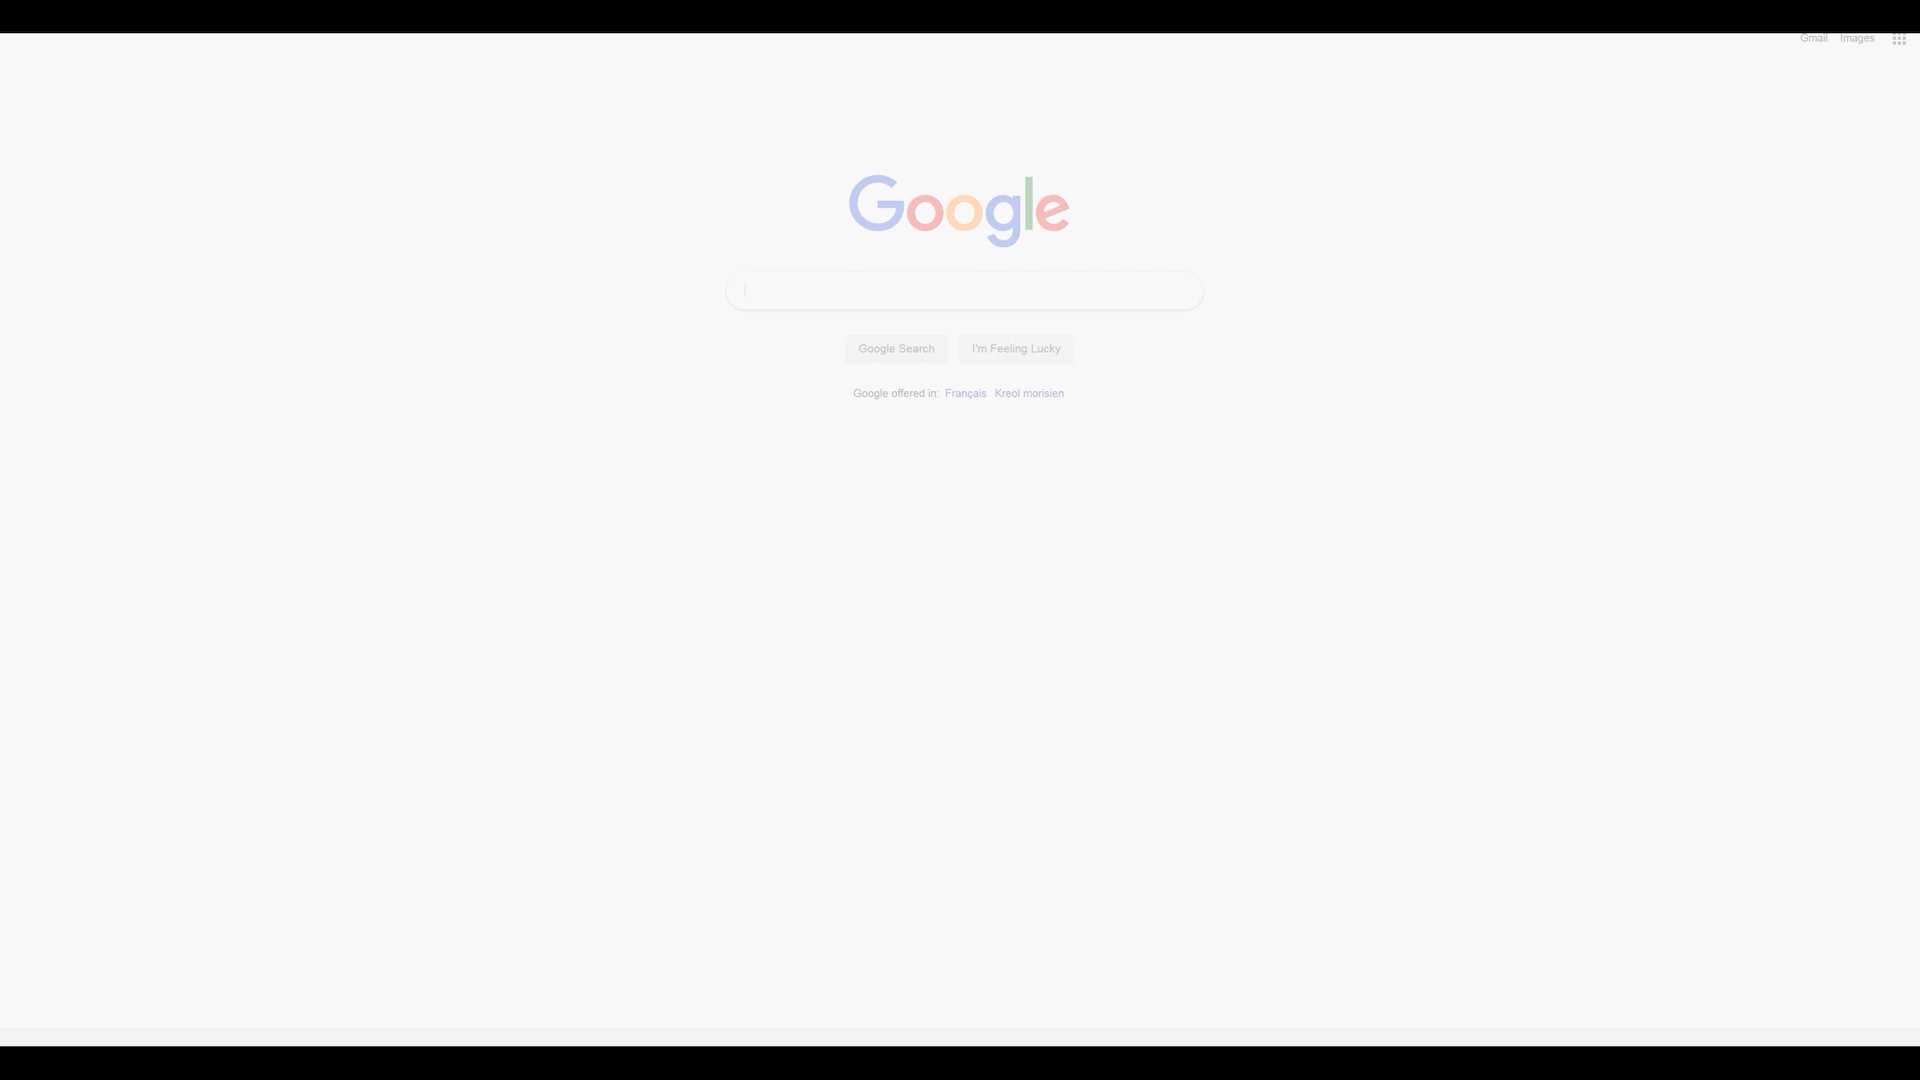 Gmail Images
Google
Google Search I'm Feeling Lucky
Google offered in: Français Kreol morisien